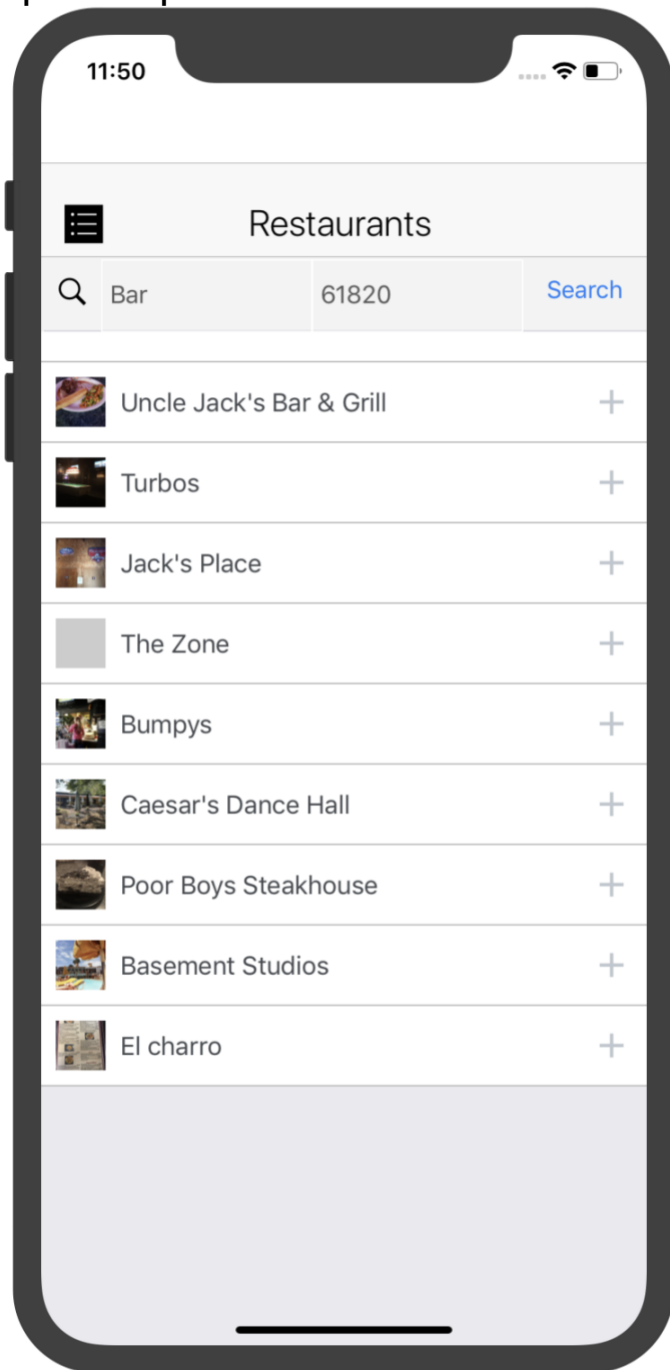 11:50
Restaurants
Bar 61820 Search
Uncle Jack's Bar & Grill
Turbos
Jack's Place
The Zone
Bumpys
Caesar's Dance Hall
Poor Boys Steakhouse
Basement Studios
El charro